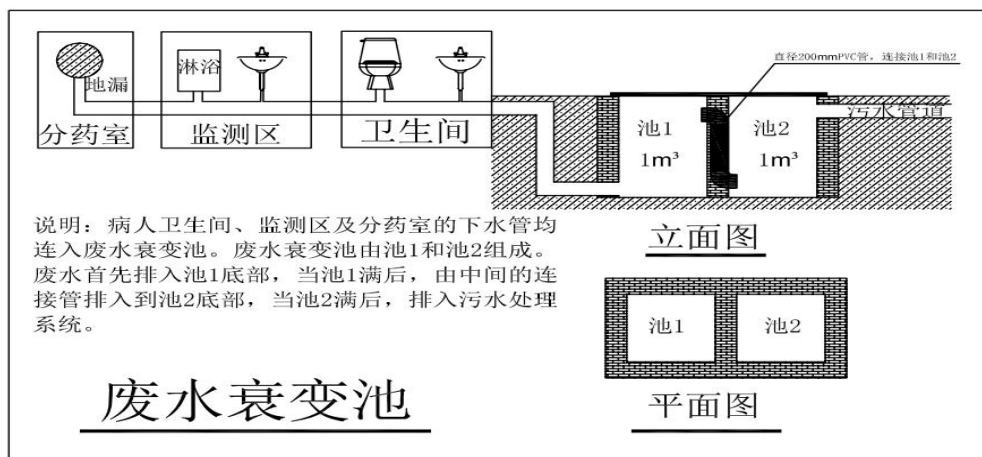 直径200mmPVC管，连接池1和池2
淋浴
地漏
分药室
监测区
卫生间
池1
1m³
池2
1m³
污水管道
立面图
说明：病人卫生间、监测区及分药室的下水管均
连入废水衰变池。废水衰变池由池1和池2组成。
废水首先排入池1底部，当池1满后，由中间的连
接管排入到池2底部，当池2满后，排入污水处理
系统。
池1
池2
平面图
废水衰变池